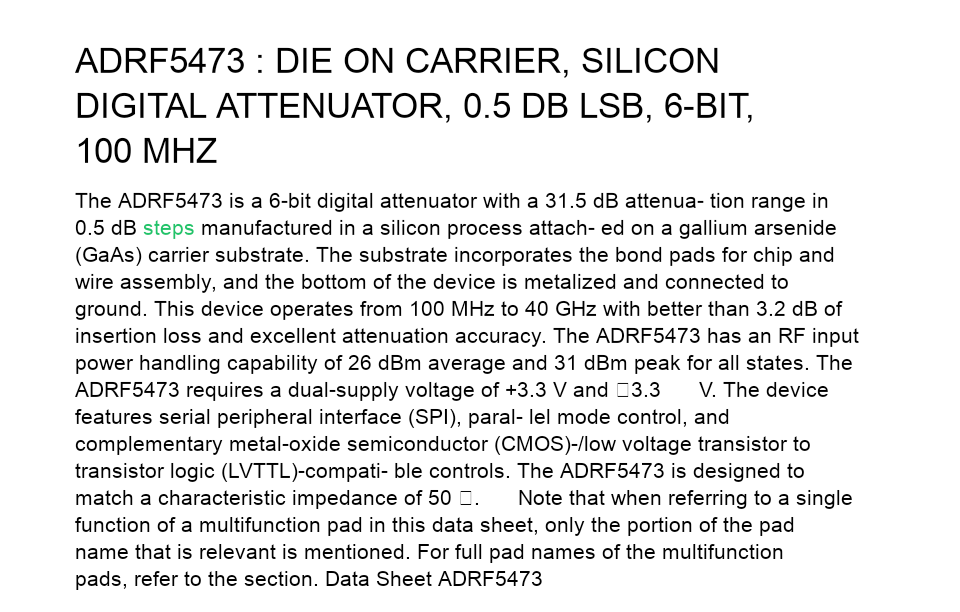 ADRF5473 : DIE ON CARRIER, SILICON
DIGITAL ATTENUATOR, 0.5 DB LSB, 6-BIT,
100 MHZ
The ADRF5473 is a 6-bit digital attenuator with a 31.5 dB attenua- tion range in
0.5 dB steps manufactured in a silicon process attach- ed on a gallium arsenide
(GaAs) carrier substrate. The substrate incorporates the bond pads for chip and
wire assembly, and the bottom of the device is metalized and connected to
ground. This device operates from 100 MHz to 40 GHz with better than 3.2 dB of
insertion loss and excellent attenuation accuracy. The ADRF5473 has an RF input
power handling capability of 26 dBm average and 31 dBm peak for all states. The
ADRF5473 requires a dual-supply voltage of +3.3 V and □3.3 V. The device
features serial peripheral interface (SPI), paral- lel mode control, and
complementary metal-oxide semiconductor (CMOS)-/low voltage transistor to
transistor logic (LVTTL)-compati- ble controls. The ADRF5473 is designed to
match a characteristic impedance of 50 □. Note that when referring to a single
function of a multifunction pad in this data sheet, only the portion of the pad
name that is relevant is mentioned. For full pad names of the multifunction
pads, refer to the section. Data Sheet ADRF5473